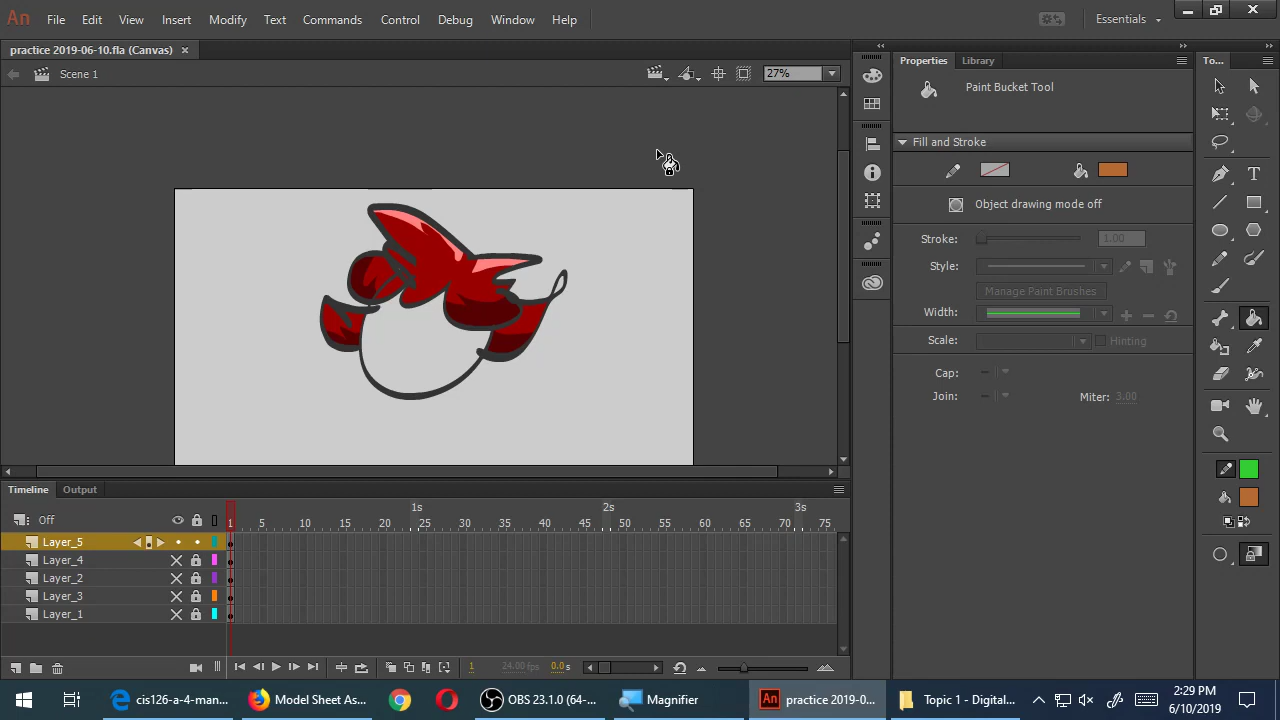 An File Edit View Insert Modify Text Commands Control Debug Window Help Essentials
practice 2019-06-10.fla (Canvas) ×
Scene 1 27%
Properties Library To...
Paint Bucket Tool
Fill and Stroke
Object drawing mode off
Stroke: 1.00
Style:
Manage Paint Brushes
Width:
Scale: Hinting
Cap:
Join: Miter: 3.00
Timeline Output
1s 2s 3s
Off 1 5 10 15 20 25 30 35 40 45 50 55 60 65 70 75
Layer_5
Layer_4
Layer_2
Layer_3
Layer_1
1 24.00 fps 0.0 s
cis126-a-4-man... Model Sheet As... OBS 23.1.0 (64-... Magnifier An practice 2019-0... Topic 1 - Digital...
2:29 PM
6/10/2019